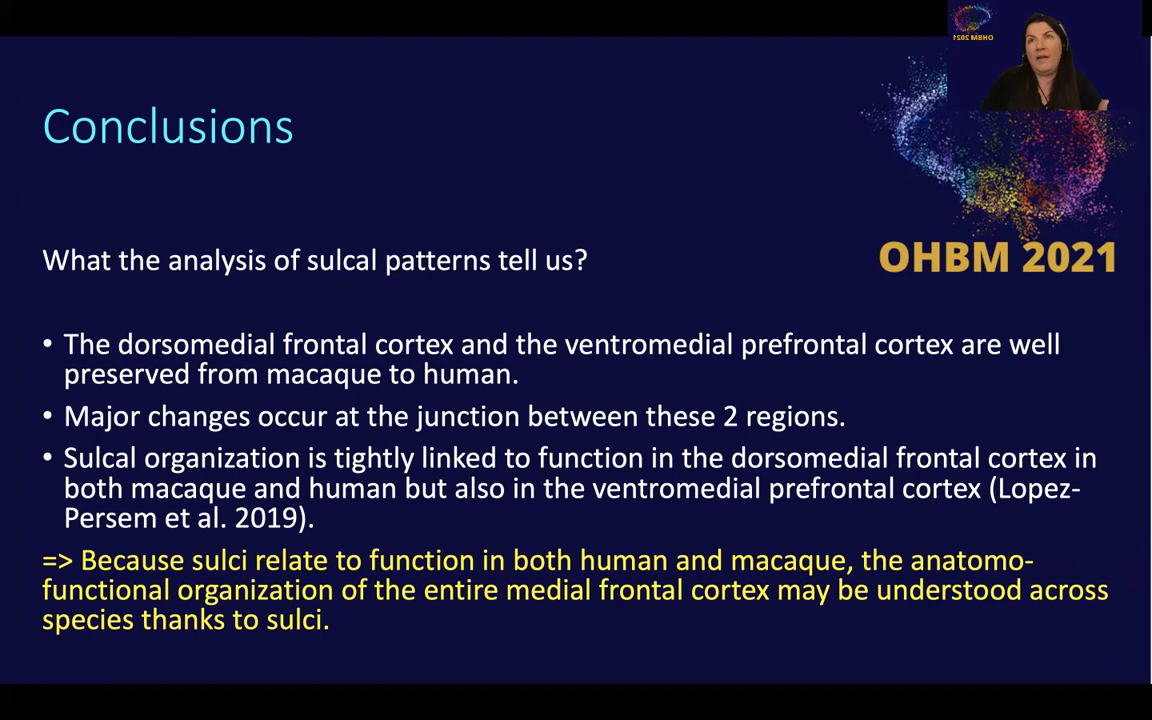 OHBM 2021
Conclusions
What the analysis of sulcal patterns tell us?
OHBM 2021
• The dorsomedial frontal cortex and the ventromedial prefrontal cortex are well
preserved from macaque to human.
• Major changes occur at the junction between these 2 regions.
• Sulcal organization is tightly linked to function in the dorsomedial frontal cortex in
both macaque and human but also in the ventromedial prefrontal cortex (Lopez-
Persem et al. 2019).
=> Because sulci relate to function in both human and macaque, the anatomo-
functional organization of the entire medial frontal cortex may be understood across
species thanks to sulci.